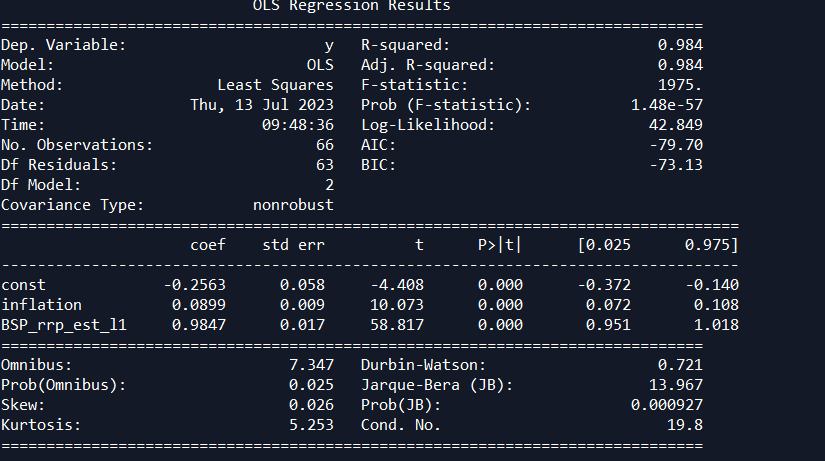 OLS Regression Results
==============================================================================
Dep. Variable:                      y   R-squared:                       0.984
Model:                            OLS   Adj. R-squared:                  0.984
Method:                 Least Squares   F-statistic:                     1975.
Date:                Thu, 13 Jul 2023   Prob (F-statistic):           1.48e-57
Time:                        09:48:36   Log-Likelihood:                 42.849
No. Observations:                  66   AIC:                            -79.70
Df Residuals:                      63   BIC:                            -73.13
Df Model:                           2
Covariance Type:            nonrobust
==================================================================================
                     coef    std err          t      P>|t|      [0.025      0.975]
----------------------------------------------------------------------------------
const             -0.2563      0.058     -4.408      0.000      -0.372      -0.140
inflation          0.0899      0.009     10.073      0.000       0.072       0.108
BSP_rrp_est_l1     0.9847      0.017     58.817      0.000       0.951       1.018
==============================================================================
Omnibus:                        7.347   Durbin-Watson:                   0.721
Prob(Omnibus):                  0.025   Jarque-Bera (JB):               13.967
Skew:                           0.026   Prob(JB):                     0.000927
Kurtosis:                       5.253   Cond. No.                         19.8
==============================================================================